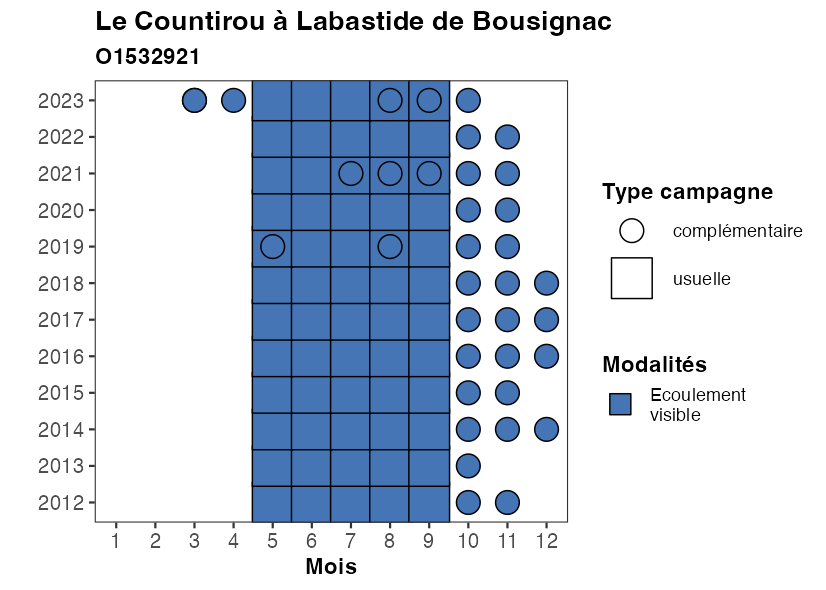 Le Countirou à Labastide de Bousignac
O1532921
2023
2022
2021
2020
2019
2018
2017
2016
2015
2014
2013
2012
1 2 3 4 5 6 7 8 9 10 11 12
Mois
Type campagne
complémentaire
usuelle
Modalités
Ecoulement
visible